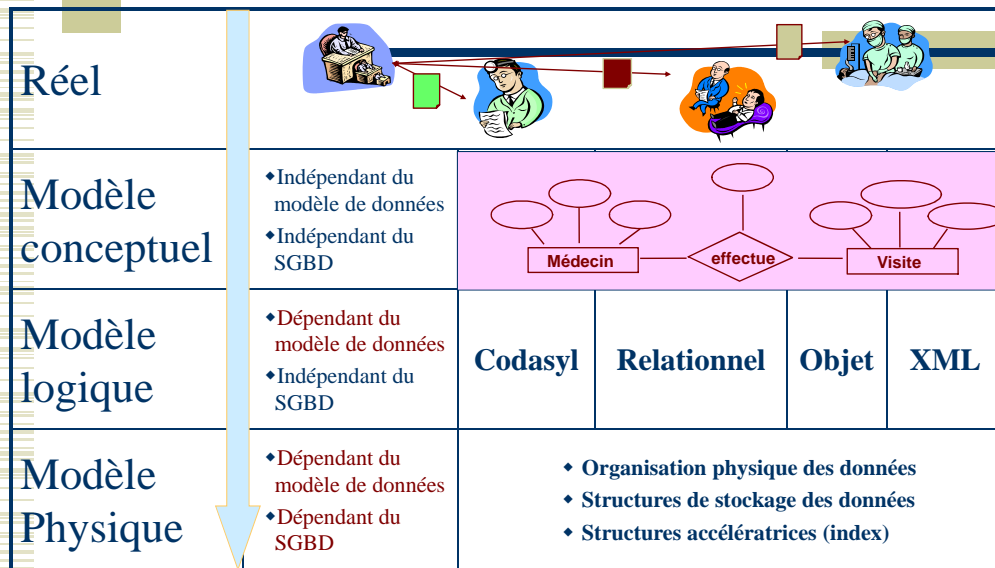 Réel
Modèle
conceptuel
◆Indépendant du
modèle de données
◆Indépendant du
SGBD
Médecin
effectue
Visite
Modèle
logique
◆Dépendant du
modèle de données
◆Indépendant du
SGBD
Codasyl
Relationnel
Objet
XML
Modèle
Physique
◆Dépendant du
modèle de données
◆Dépendant du
SGBD
◆ Organisation physique des données
◆ Structures de stockage des données
◆ Structures accélératrices (index)